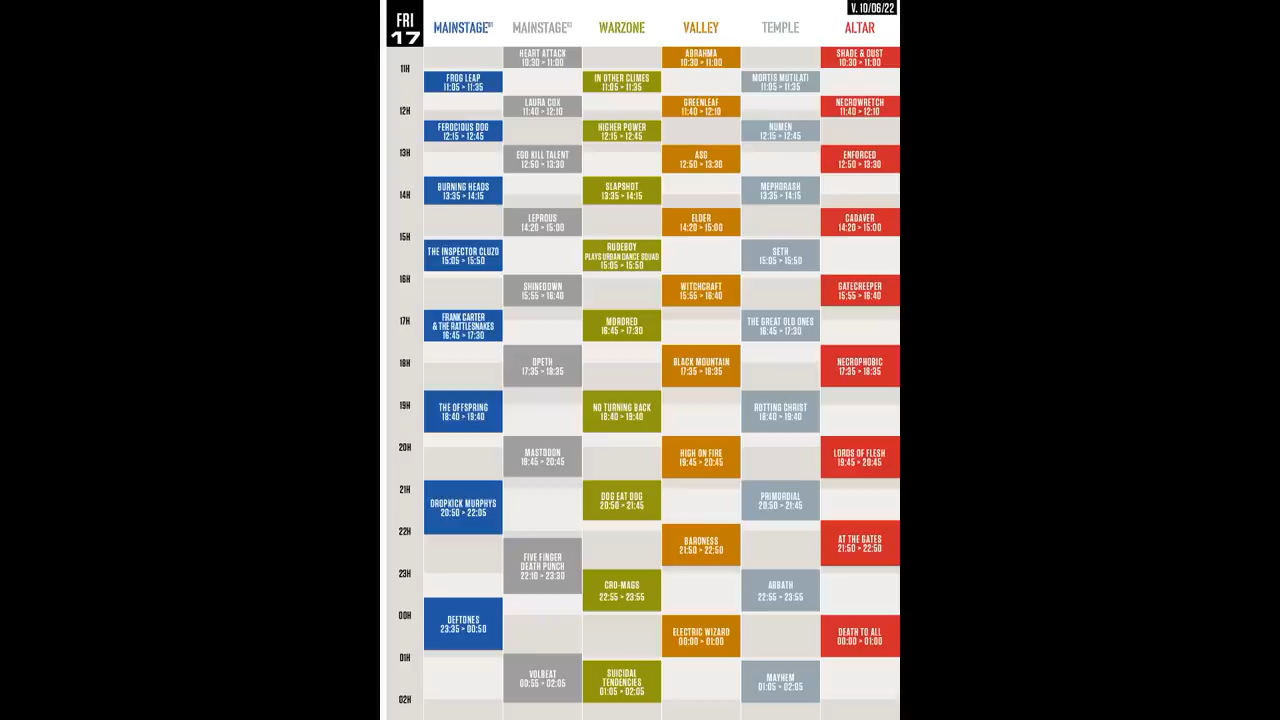 V. 10/06/22
FRI
17
MAINSTAGE01
MAINSTAGE02
WARZONE
VALLEY
TEMPLE
ALTAR
HEART ATTACK
10:30 > 11:00
ABRAHMA
10:30 > 11:00
SHADE & DUST
10:30 > 11:00
11H
FROG LEAP
11:05 > 11:35
IN OTHER CLIMES
11:05 > 11:35
MORTIS MUTILATI
11:05 > 11:35
LAURA COX
11:40 > 12:10
GREENLEAF
11:40 > 12:10
NECROWRETCH
11:40 > 12:10
12H
FEROCIOUS DOG
12:15 > 12:45
HIGHER POWER
12:15 > 12:45
NUMEN
12:15 > 12:45
13H
EGO KILL TALENT
12:50 > 13:30
ASG
12:50 > 13:30
ENFORCED
12:50 > 13:30
BURNING HEADS
13:35 > 14:15
SLAPSHOT
13:35 > 14:15
MEPHORASH
13:35 > 14:15
14H
LEPROUS
14:20 > 15:00
ELDER
14:20 > 15:00
CADAVER
14:20 > 15:00
15H
THE INSPECTOR CLUZO
15:05 > 15:50
RUDEBOY
PLAYS URBAN DANCE SQUAD
15:05 > 15:50
SETH
15:05 > 15:50
16H
SHINEDOWN
15:55 > 16:40
WITCHCRAFT
15:55 > 16:40
GATECREEPER
15:55 > 16:40
17H
FRANK CARTER
& THE RATTLESNAKES
16:45 > 17:30
MORDRED
16:45 > 17:30
THE GREAT OLD ONES
16:45 > 17:30
18H
OPETH
17:35 > 18:35
BLACK MOUNTAIN
17:35 > 18:35
NECROPHOBIC
17:35 > 18:35
19H
THE OFFSPRING
18:40 > 19:40
NO TURNING BACK
18:40 > 19:40
ROTTING CHRIST
18:40 > 19:40
20H
MASTODON
19:45 > 20:45
HIGH ON FIRE
19:45 > 20:45
LORDS OF FLESH
19:45 > 20:45
21H
DROPKICK MURPHYS
20:50 > 22:05
DOG EAT DOG
20:50 > 21:45
PRIMORDIAL
20:50 > 21:45
22H
BARONESS
21:50 > 22:50
AT THE GATES
21:50 > 22:50
FIVE FINGER
DEATH PUNCH
22:10 > 23:30
23H
CRO-MAGS
22:55 > 23:55
ABBATH
22:55 > 23:55
00H
DEFTONES
23:35 > 00:50
ELECTRIC WIZARD
00:00 > 01:00
DEATH TO ALL
00:00 > 01:00
01H
VOLBEAT
00:55 > 02:05
SUICIDAL
TENDENCIES
01:05 > 02:05
MAYHEM
01:05 > 02:05
02H